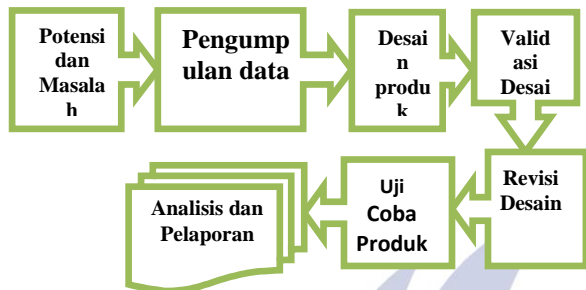 Potensi
dan
Masala
h
Pengump
ulan data
Desai
n
produ
k
Valid
asi
Desai
Revisi
Desain
Uji
Coba
Produk
Analisis dan
Pelaporan